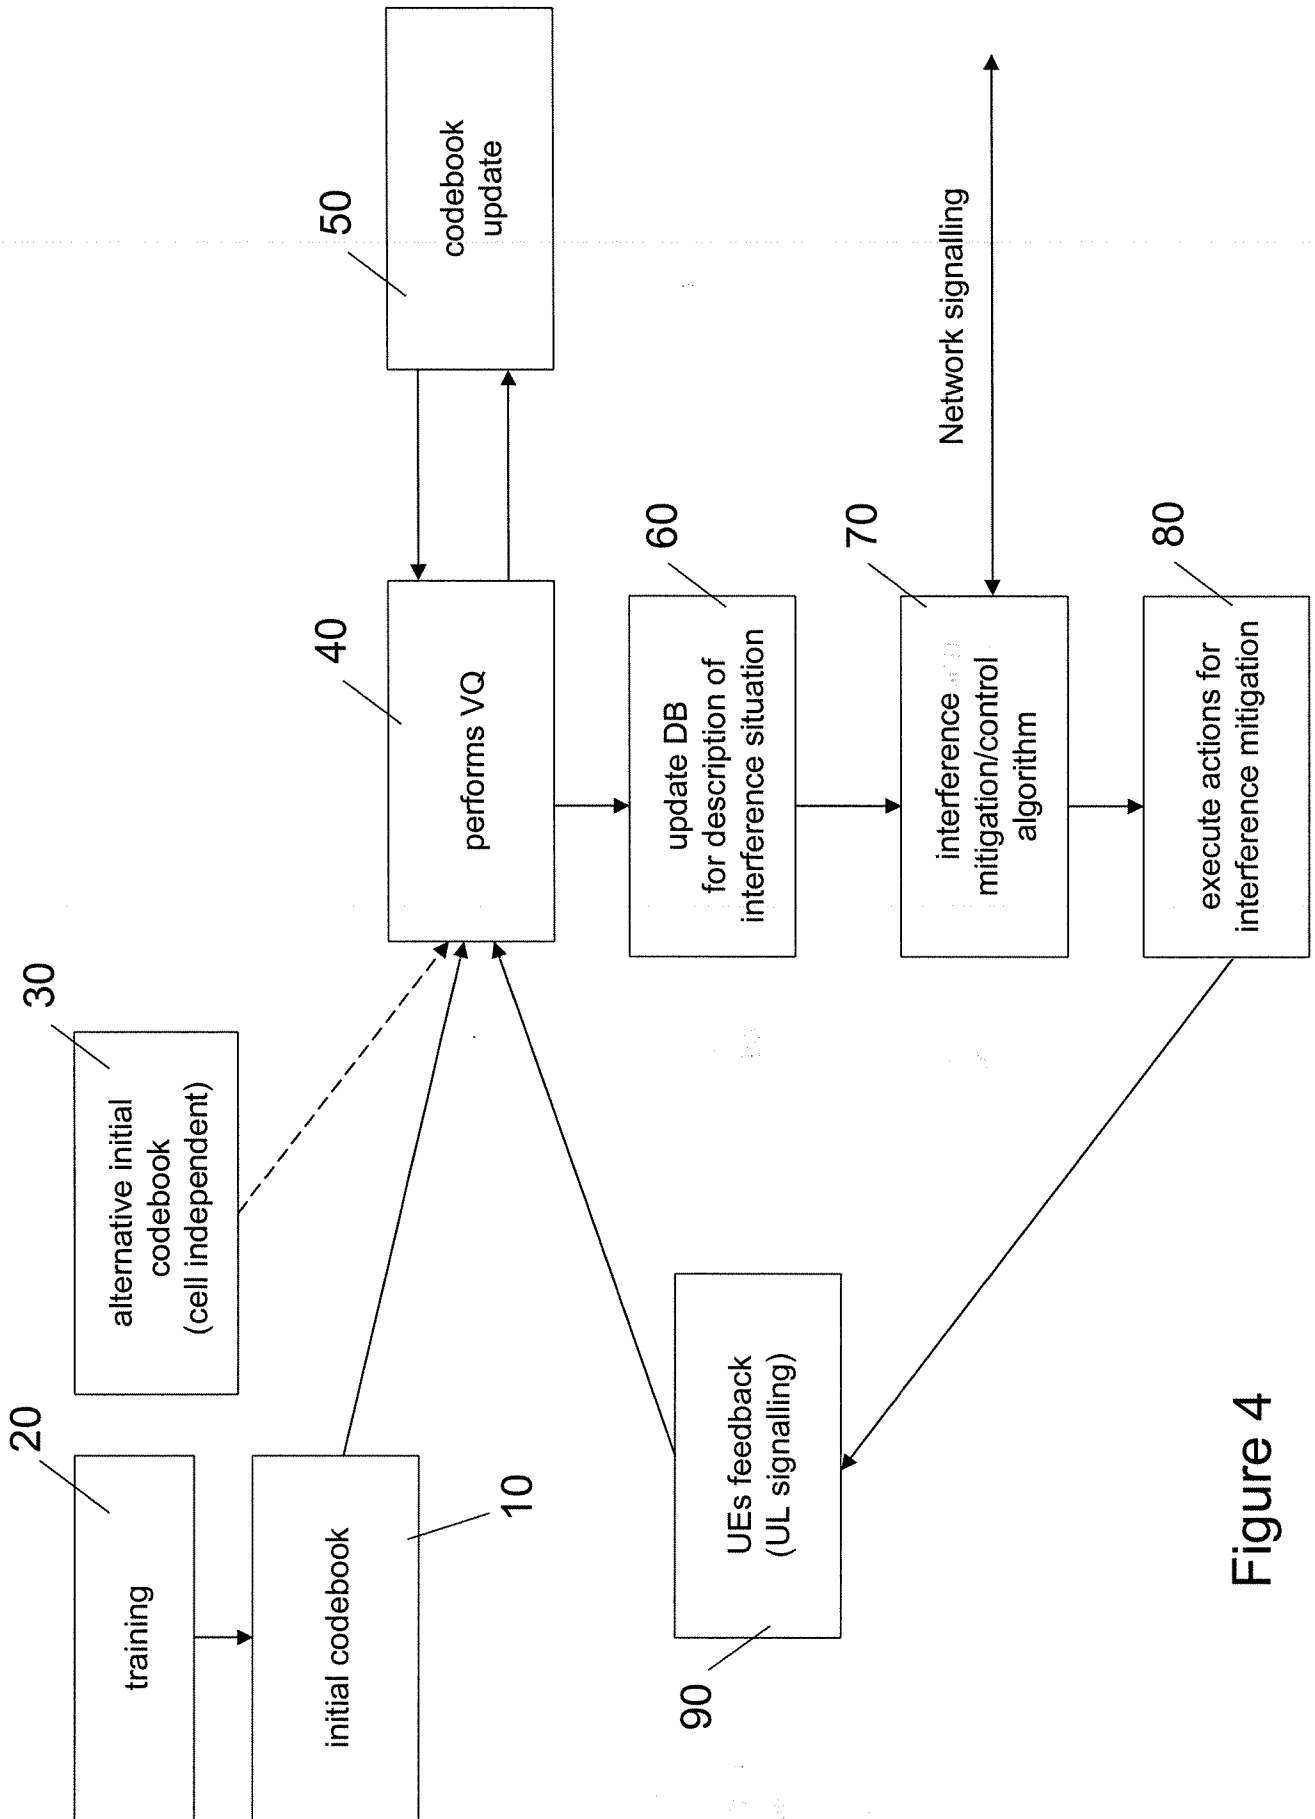 20
training
initial codebook
10
30
alternative initial
codebook
(cell independent)
40
performs VQ
50
codebook
update
60
update DB
for description of
interference situation
70
interference
mitigation/control
algorithm
Network signalling
80
execute actions for
interference mitigation
90
UEs feedback
(UL signalling)
Figure 4